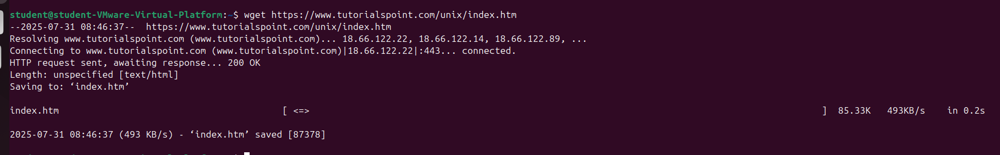 student@student-VMware-Virtual-Platform:~$ wget https://www.tutorialspoint.com/unix/index.htm
--2025-07-31 08:46:37--  https://www.tutorialspoint.com/unix/index.htm
Resolving www.tutorialspoint.com (www.tutorialspoint.com)... 18.66.122.22, 18.66.122.14, 18.66.122.89, ...
Connecting to www.tutorialspoint.com (www.tutorialspoint.com)|18.66.122.22|:443... connected.
HTTP request sent, awaiting response... 200 OK
Length: unspecified [text/html]
Saving to: ‘index.htm’
index.htm [ <=> ] 85.33K 493KB/s in 0.2s
2025-07-31 08:46:37 (493 KB/s) - ‘index.htm’ saved [87378]